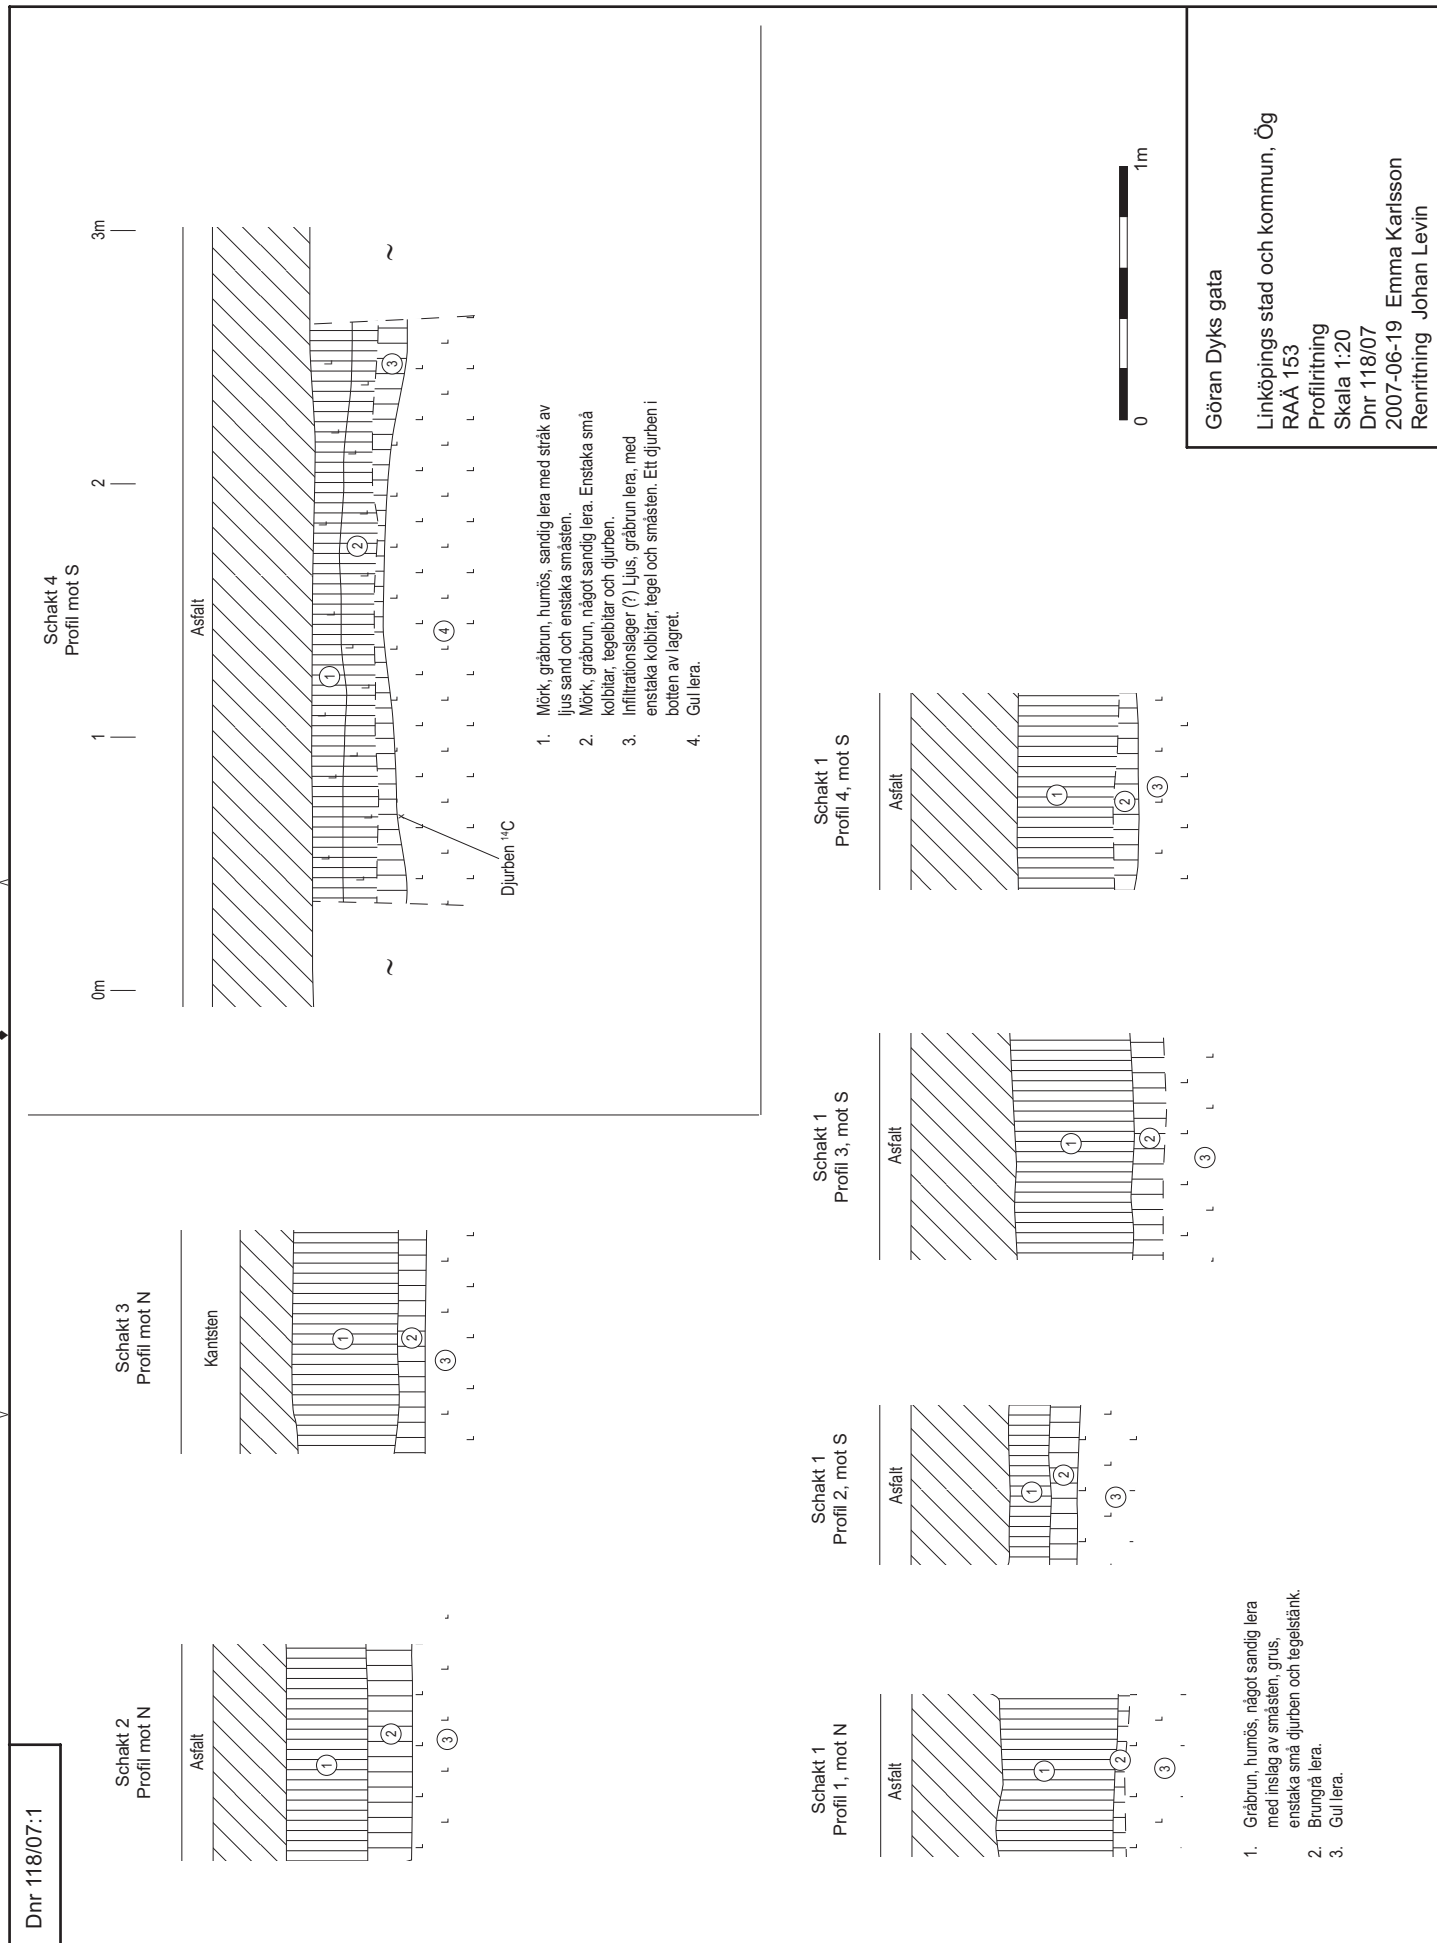 Dnr 118/07:1
Schakt 2
Profil mot N
Asfalt
1
2
3
Schakt 3
Profil mot N
Kantsten
1
2
3
Schakt 4
Profil mot S
0m
1
2
3m
Asfalt
1
2
3
4
~
~
Djurben ¹⁴C
1. Mörk, gråbrun, humös, sandig lera med stråk av
ljus sand och enstaka småsten.
2. Mörk, gråbrun, något sandig lera. Enstaka små
kolbitar, tegelbitar och djurben.
3. Infiltrationslager (?) Ljus, gråbrun lera, med
enstaka kolbitar, tegel och småsten. Ett djurben i
botten av lagret.
4. Gul lera.
Schakt 1
Profil 1, mot N
Asfalt
1
2
3
Schakt 1
Profil 2, mot S
Asfalt
1
2
3
Schakt 1
Profil 3, mot S
Asfalt
1
2
3
Schakt 1
Profil 4, mot S
Asfalt
1
2
3
1. Gråbrun, humös, något sandig lera
med inslag av småsten, grus,
enstaka små djurben och tegelstänk.
2. Brungrå lera.
3. Gul lera.
0
1m
Göran Dyks gata
Linköpings stad och kommun, Ög
RAÄ 153
Profilritning
Skala 1:20
Dnr 118/07
2007-06-19 Emma Karlsson
Renritning Johan Levin